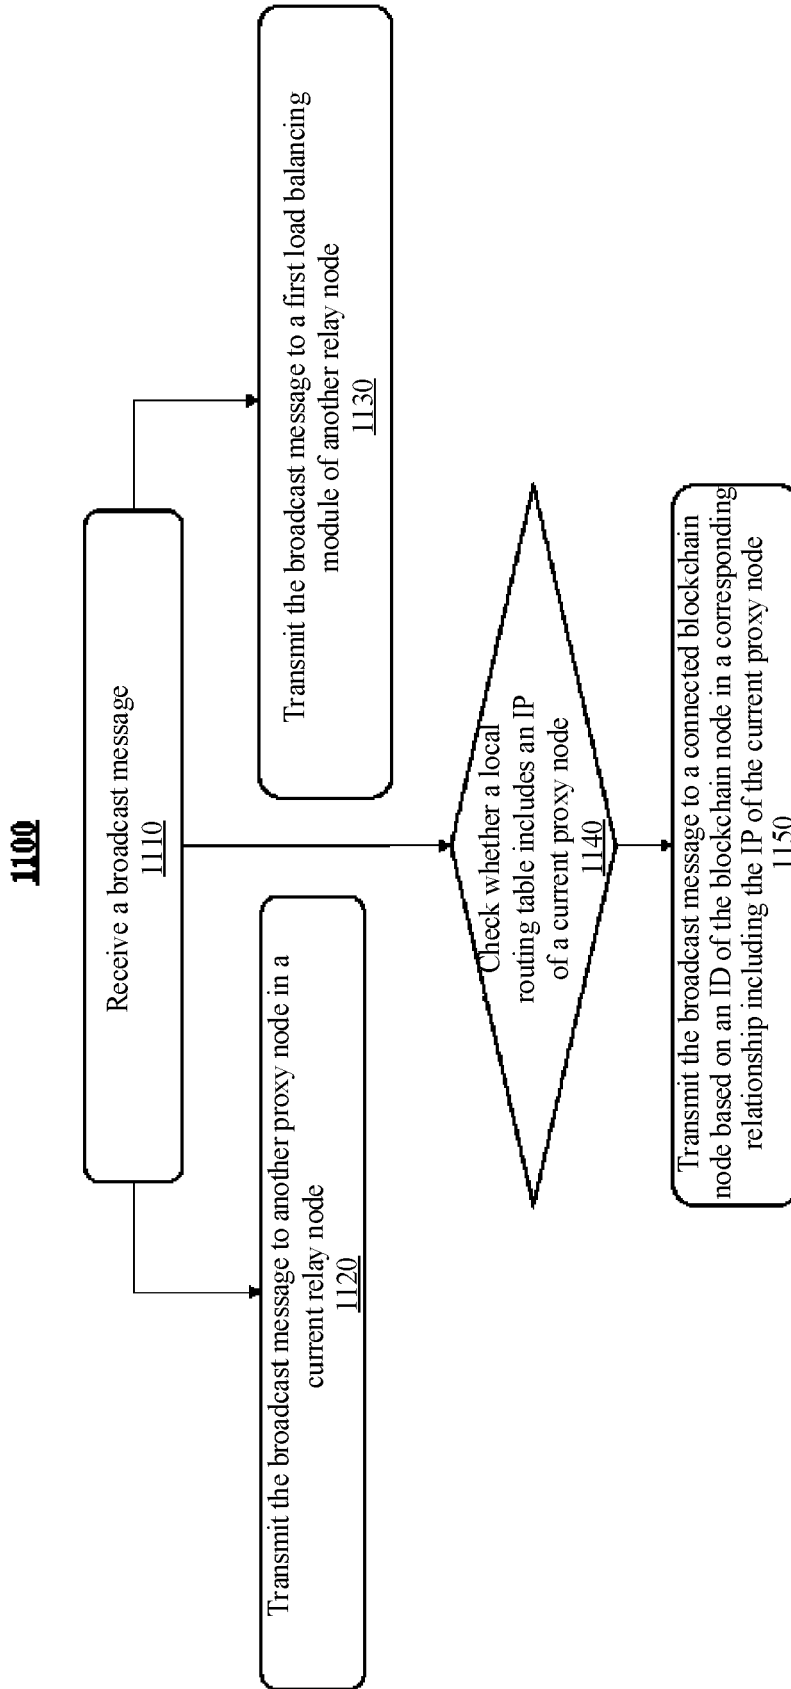 1100
Receive a broadcast message
1110
Transmit the broadcast message to another proxy node in a
current relay node
1120
Transmit the broadcast message to a first load balancing
module of another relay node
1130
Check whether a local
routing table includes an IP
of a current proxy node
1140
Transmit the broadcast message to a connected blockchain
node based on an ID of the blockchain node in a corresponding
relationship including the IP of the current proxy node
1150